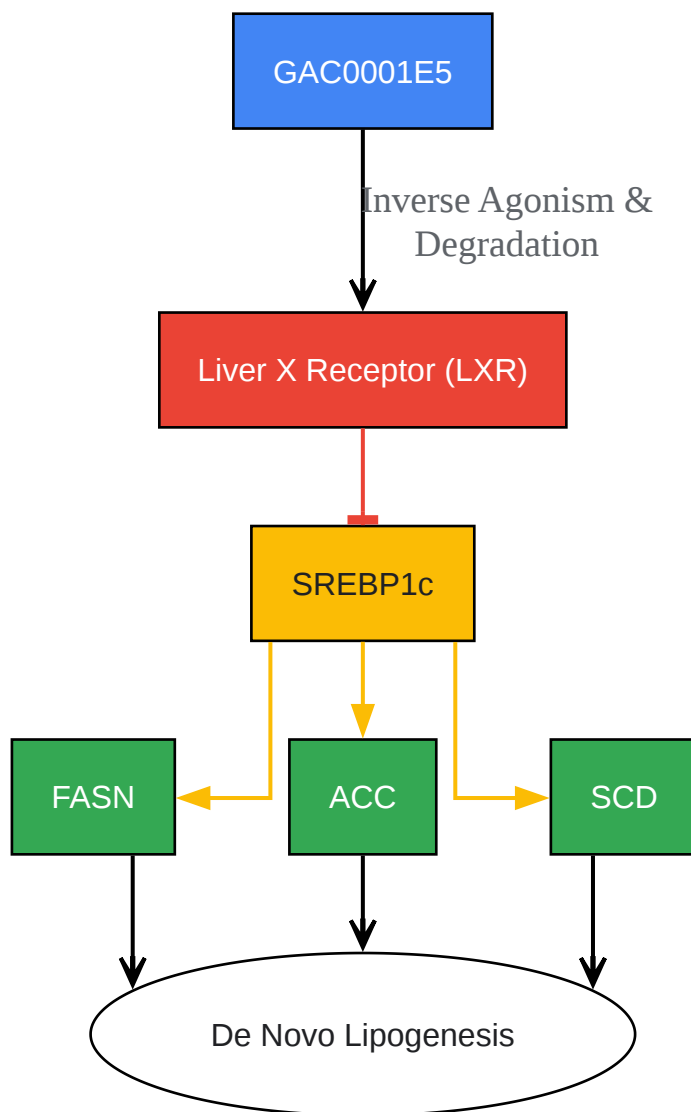 GAC0001E5
Inverse Agonism &
Degradation
Liver X Receptor (LXR)
SREBP1c
FASN
ACC
SCD
De Novo Lipogenesis